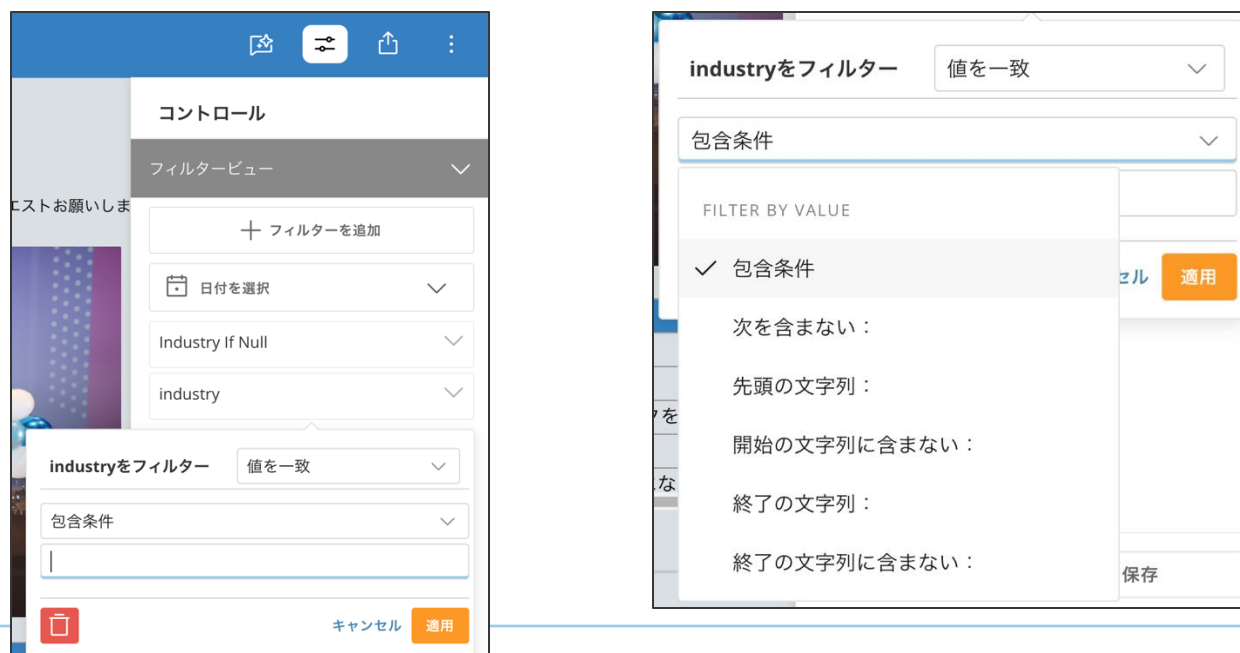 コントロール
フィルタービュー
エストお願いしま
フィルターを追加
日付を選択
Industry If Null
industry
industryをフィルター
値を一致
包含条件
キャンセル
適用
industryをフィルター
値を一致
包含条件
FILTER BY VALUE
包含条件
セル
適用
次を含まない：
先頭の文字列：
クを
開始の文字列に含まない：
な
終了の文字列：
終了の文字列に含まない：
保存